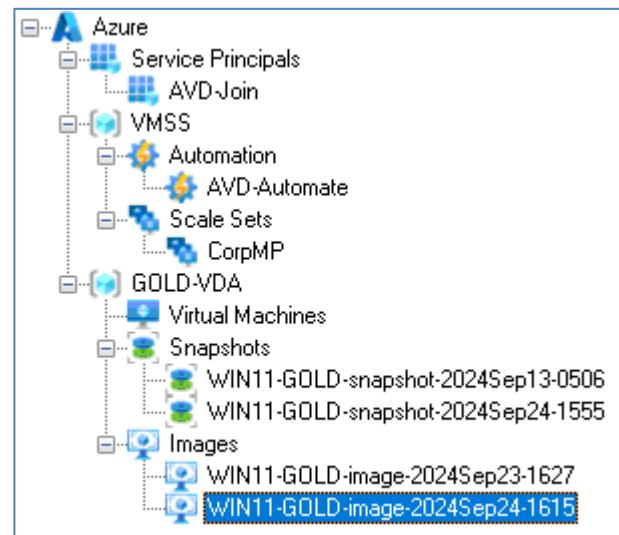 Azure
Service Principals
AVD-Join
VMSS
Automation
AVD-Automate
Scale Sets
CorpMP
GOLD-VDA
Virtual Machines
Snapshots
WIN11-GOLD-snapshot-2024Sep13-0506
WIN11-GOLD-snapshot-2024Sep24-1555
Images
WIN11-GOLD-image-2024Sep23-1627
WIN11-GOLD-image-2024Sep24-1615